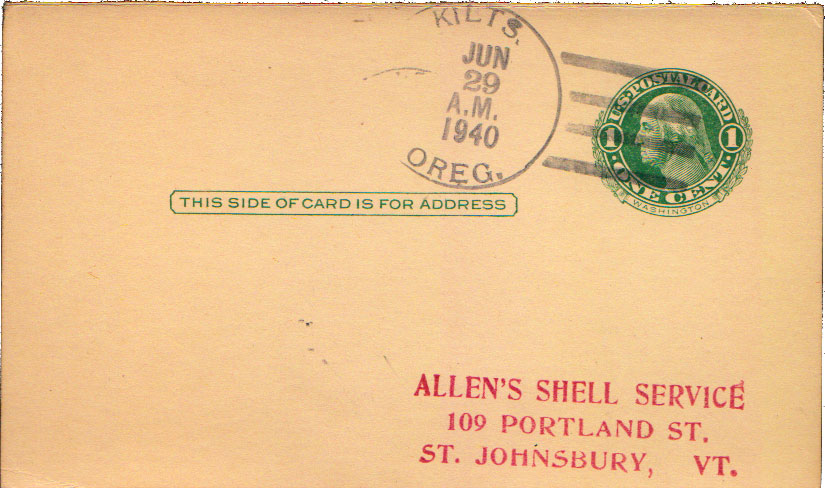 KILTS.
JUN
29
A.M.
1940
OREG.
U.S. POSTAL CARD
1 1
ONE CENT
WASHINGTON
THIS SIDE OF CARD IS FOR ADDRESS
ALLEN'S SHELL SERVICE
109 PORTLAND ST.
ST. JOHNSBURY, VT.